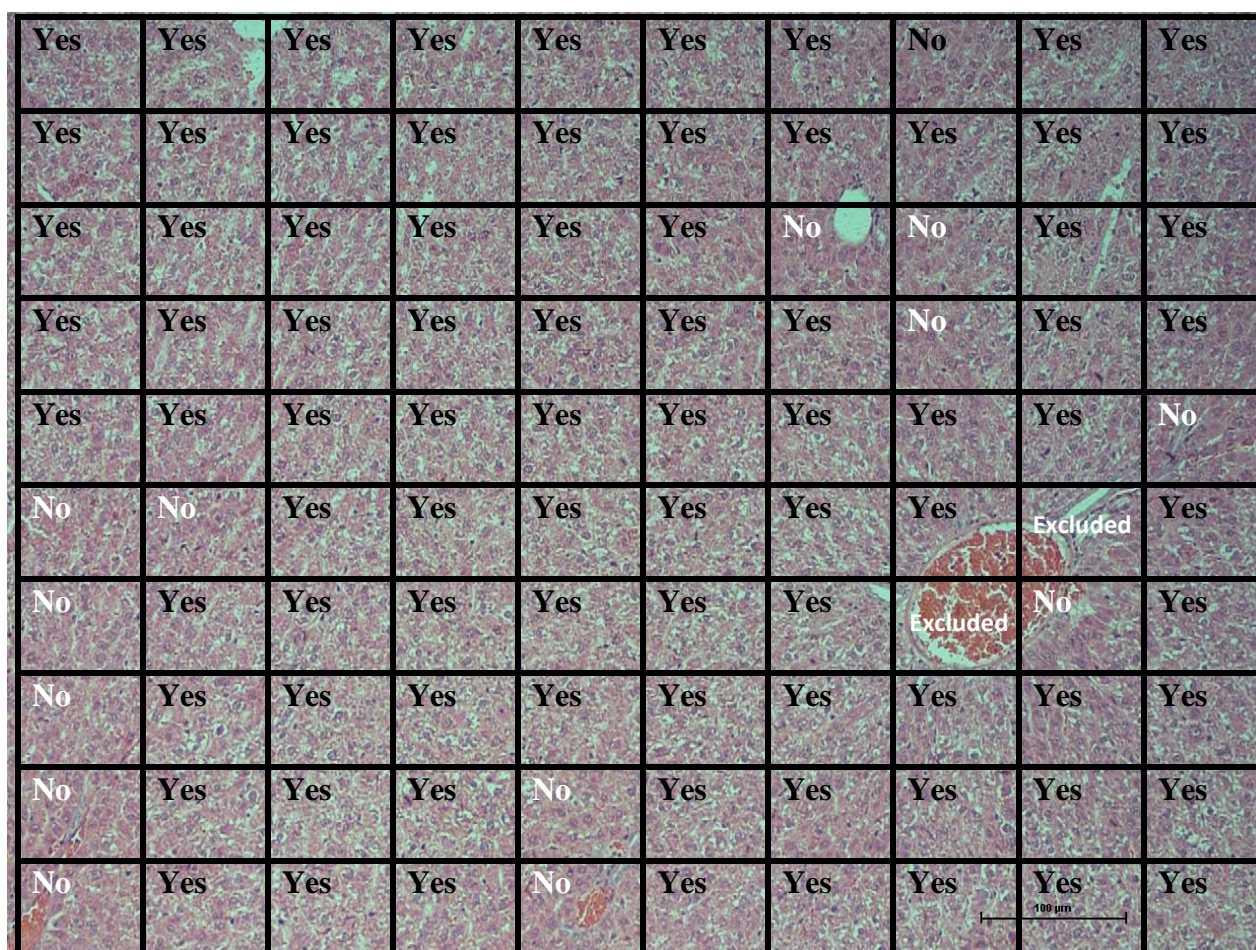 Yes Yes Yes Yes Yes Yes Yes No Yes Yes
Yes Yes Yes Yes Yes Yes Yes Yes Yes Yes
Yes Yes Yes Yes Yes Yes No No Yes Yes
Yes Yes Yes Yes Yes Yes Yes No Yes Yes
Yes Yes Yes Yes Yes Yes Yes Yes Yes No
No No Yes Yes Yes Yes Yes Yes Excluded Yes
No Yes Yes Yes Yes Yes Yes Excluded No Yes
No Yes Yes Yes Yes Yes Yes Yes Yes Yes
No Yes Yes Yes No Yes Yes Yes Yes Yes
No Yes Yes Yes No Yes Yes Yes Yes Yes
100 µm